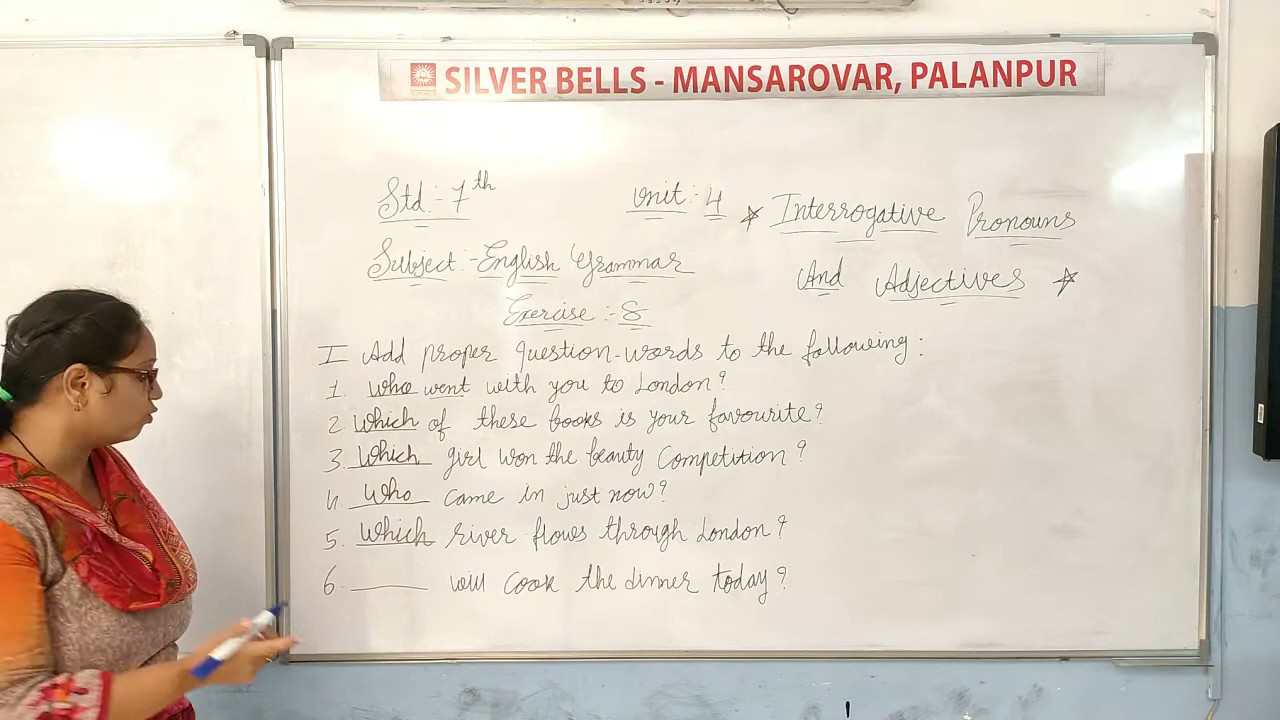 SILVER BELLS - MANSAROVAR, PALANPUR
Std:- 7th
Unit:- 4
* Interrogative Pronouns
And Adjectives *
Subject:- English Grammar
Exercise:- 8
I Add proper question-words to the following:
1. who went with you to London?
2 Which of these books is your favourite?
3. Which girl won the beauty Competition?
4. Who came in just now?
5. Which river flows through London?
6. ______ will cook the dinner today?